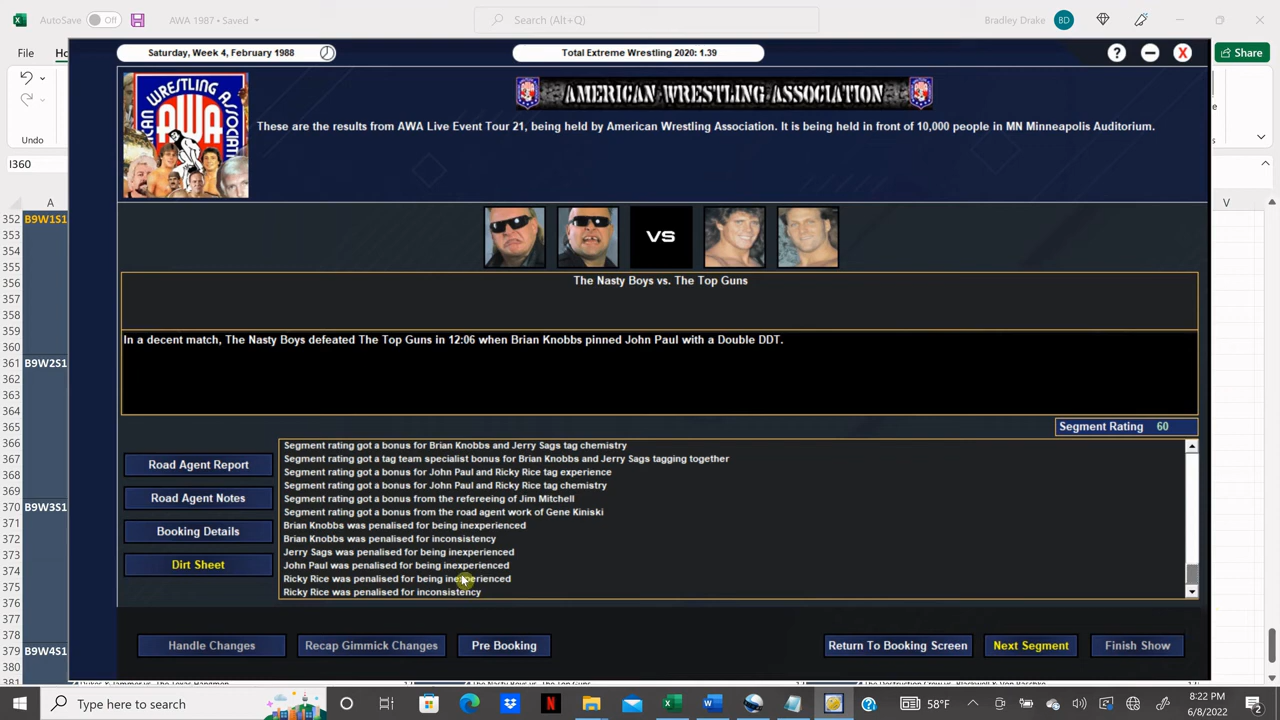 AutoSave Off AWA 1987 • Saved Search (Alt+Q) Bradley Drake BD
File Share
Saturday, Week 4, February 1988 Total Extreme Wrestling 2020: 1.39 ?
AMERICAN WRESTLING ASSOCIATION
These are the results from AWA Live Event Tour 21, being held by American Wrestling Association. It is being held in front of 10,000 people in MN Minneapolis Auditorium.
AWA
Undo
I360
A V
352 B9W1S1
353
354
355
356
357
358
359
360
361 B9W2S1
362
363
364
365
366
367
368
369
370 B9W3S1
371
372
373
374
375
376
377
378
379 B9W4S1
380
VS
The Nasty Boys vs. The Top Guns
In a decent match, The Nasty Boys defeated The Top Guns in 12:06 when Brian Knobbs pinned John Paul with a Double DDT.
Segment Rating 60
Road Agent Report
Road Agent Notes
Booking Details
Dirt Sheet
Segment rating got a bonus for Brian Knobbs and Jerry Sags tag chemistry
Segment rating got a tag team specialist bonus for Brian Knobbs and Jerry Sags tagging together
Segment rating got a bonus for John Paul and Ricky Rice tag experience
Segment rating got a bonus for John Paul and Ricky Rice tag chemistry
Segment rating got a bonus from the refereeing of Jim Mitchell
Segment rating got a bonus from the road agent work of Gene Kiniski
Brian Knobbs was penalised for being inexperienced
Brian Knobbs was penalised for inconsistency
Jerry Sags was penalised for being inexperienced
John Paul was penalised for being inexperienced
Ricky Rice was penalised for being inexperienced
Ricky Rice was penalised for inconsistency
Handle Changes Recap Gimmick Changes Pre Booking Return To Booking Screen Next Segment Finish Show
Type here to search 58°F 8:22 PM
6/8/2022 2